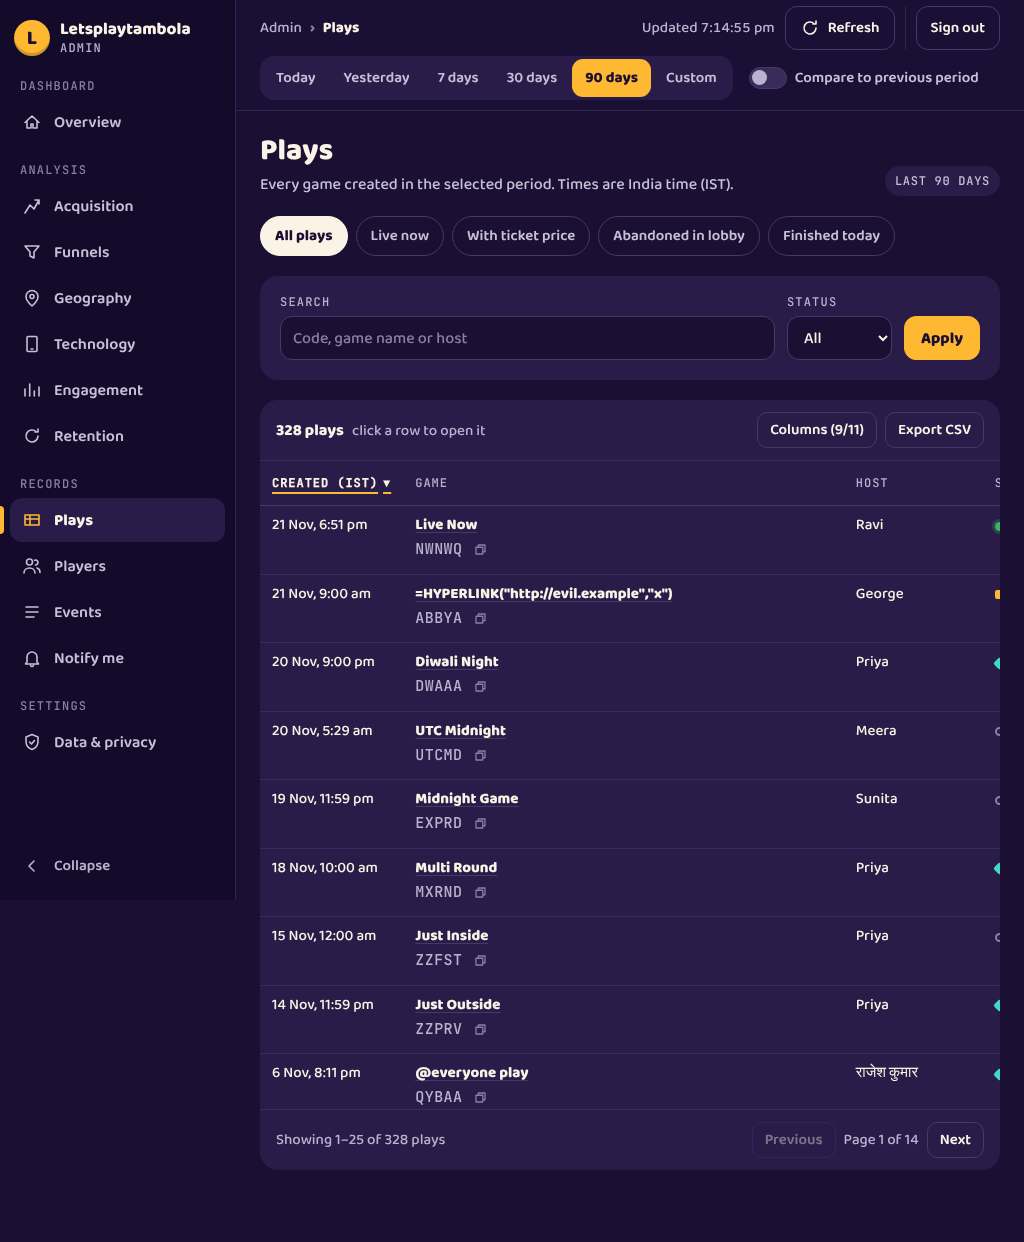 L
Letsplaytambola
ADMIN
DASHBOARD
Overview
ANALYSIS
Acquisition
Funnels
Geography
Technology
Engagement
Retention
RECORDS
Plays
Players
Events
Notify me
SETTINGS
Data & privacy
Collapse
Admin › Plays
Updated 7:14:55 pm
Refresh
Sign out
Today Yesterday 7 days 30 days 90 days Custom
Compare to previous period
Plays
Every game created in the selected period. Times are India time (IST).
LAST 90 DAYS
All plays Live now With ticket price Abandoned in lobby Finished today
SEARCH STATUS
Code, game name or host All Apply
328 plays click a row to open it Columns (9/11) Export CSV
CREATED (IST) ▼ GAME HOST S
21 Nov, 6:51 pm Live Now Ravi
NWNWQ
21 Nov, 9:00 am =HYPERLINK("http://evil.example","x") George
ABBYA
20 Nov, 9:00 pm Diwali Night Priya
DWAAA
20 Nov, 5:29 am UTC Midnight Meera
UTCMD
19 Nov, 11:59 pm Midnight Game Sunita
EXPRD
18 Nov, 10:00 am Multi Round Priya
MXRND
15 Nov, 12:00 am Just Inside Priya
ZZFST
14 Nov, 11:59 pm Just Outside Priya
ZZPRV
6 Nov, 8:11 pm @everyone play राजेश कुमार
QYBAA
Showing 1–25 of 328 plays Previous Page 1 of 14 Next